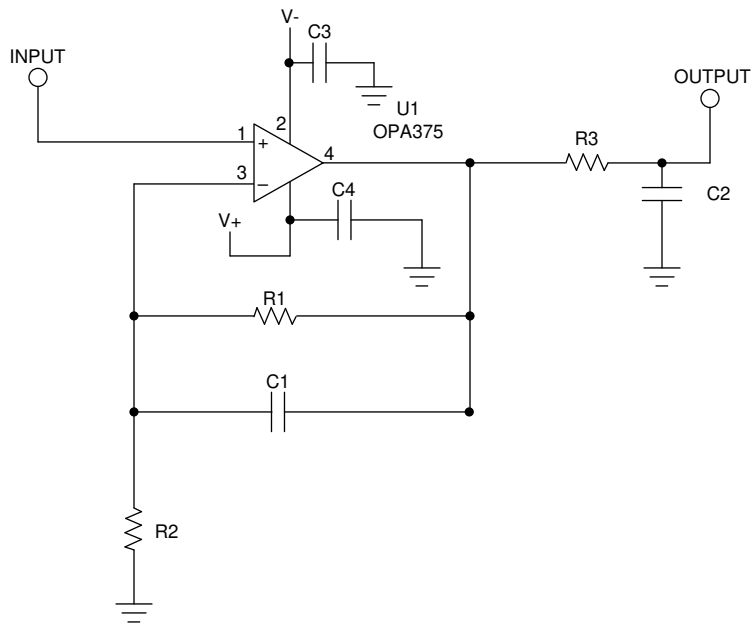 V-
C3
INPUT
OUTPUT
U1
OPA375
2
1
+
R3
4
3
−
C4
C2
V+
R1
C1
R2